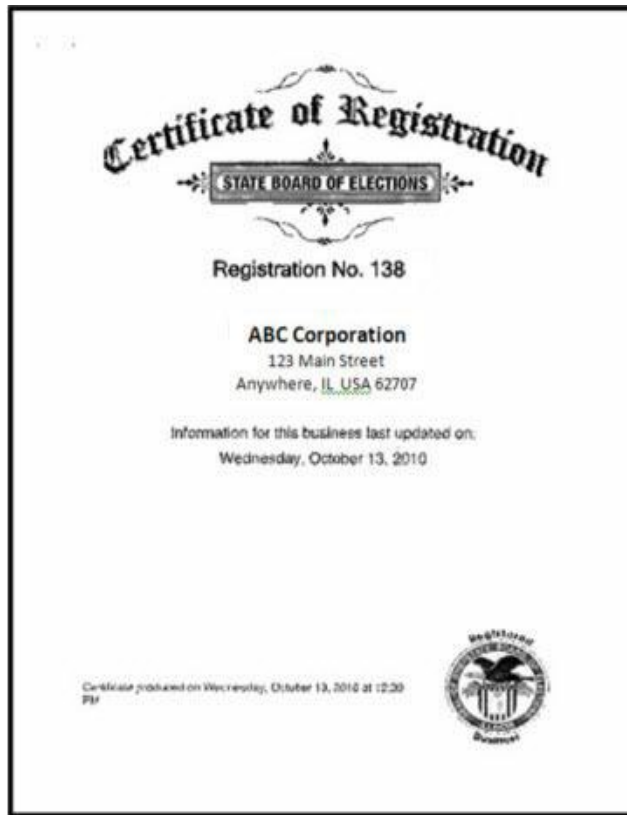 Certificate of Registration
STATE BOARD OF ELECTIONS
Registration No. 138
ABC Corporation
123 Main Street
Anywhere, IL USA 62707
Information for this business last updated on:
Wednesday, October 13, 2010
Certificate produced on Wednesday, October 13, 2010 at 12:30
PM
Registered
Business